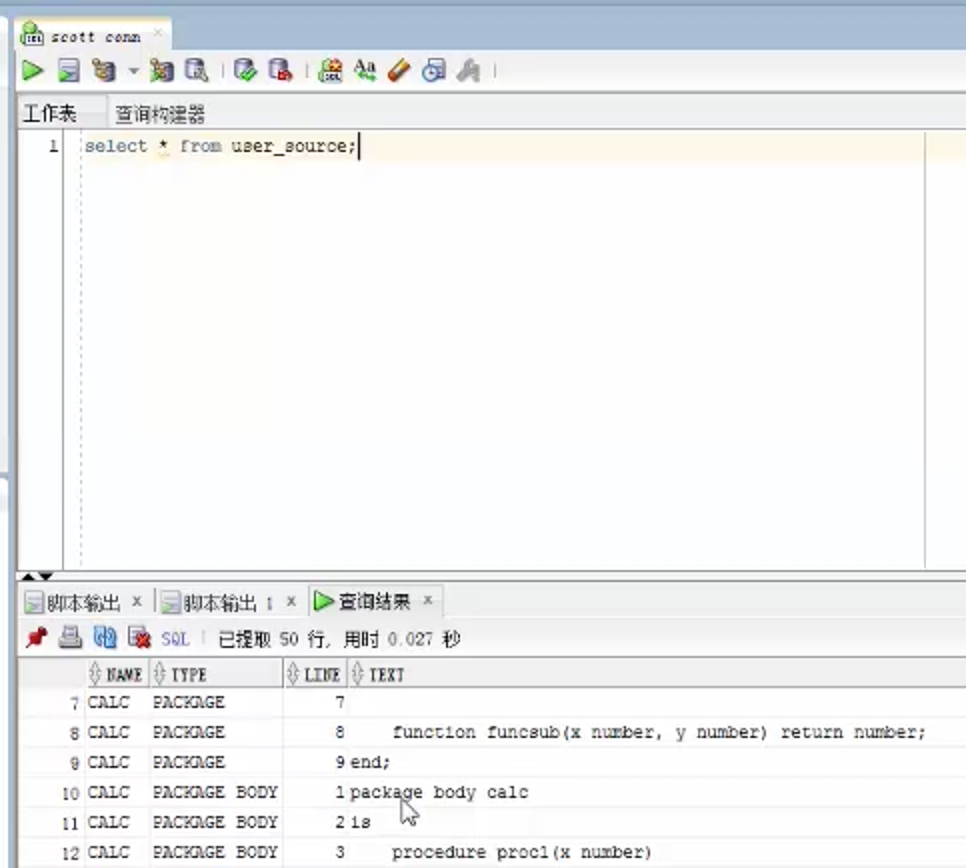 scott conn
工作表 查询构建器
1 select * from user_source;
脚本输出 × 脚本输出 1 × 查询结果 ×
SQL 已提取 50 行, 用时 0.027 秒
NAME TYPE LINE TEXT
7 CALC PACKAGE 7
8 CALC PACKAGE 8 function funcsub(x number, y number) return number;
9 CALC PACKAGE 9 end;
10 CALC PACKAGE BODY 1 package body calc
11 CALC PACKAGE BODY 2 is
12 CALC PACKAGE BODY 3 procedure proc1(x number)